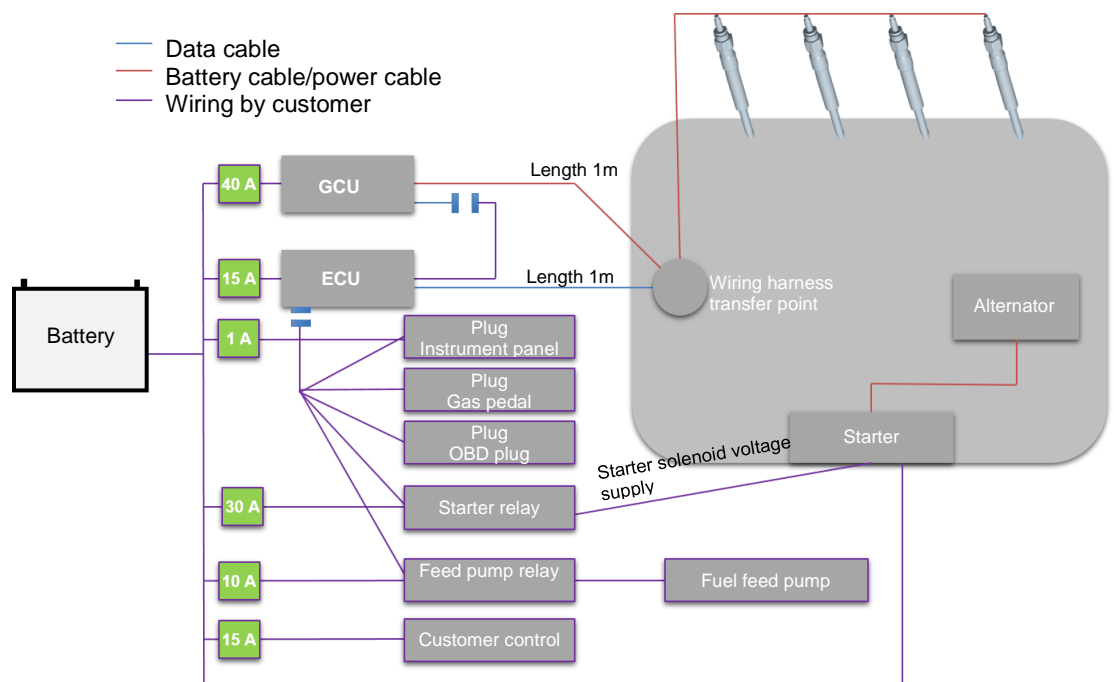 Data cable
Battery cable/power cable
Wiring by customer
40 A
GCU
Length 1m
15 A
ECU
Length 1m
Wiring harness
transfer point
Alternator
Battery
1 A
Plug
Instrument panel
Plug
Gas pedal
Plug
OBD plug
Starter
Starter solenoid voltage
supply
30 A
Starter relay
10 A
Feed pump relay
Fuel feed pump
15 A
Customer control